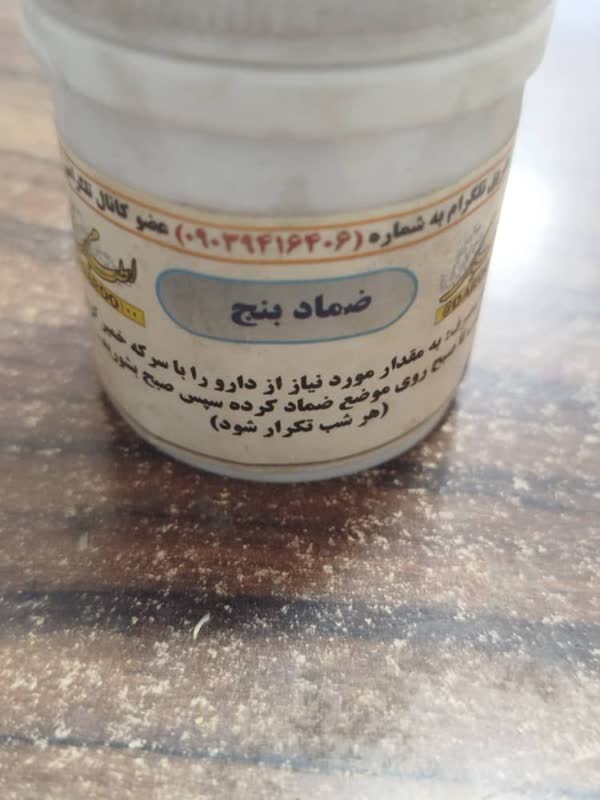 تلگرام به شماره (۰۹۰۳۹۴۱۶۴۰۶) عضو کانال
ضماد بنج
به مقدار مورد نیاز از دارو را با سرکه خمیر
صبح روی موضع ضماد کرده سپس صبح
(هر شب تکرار شود)